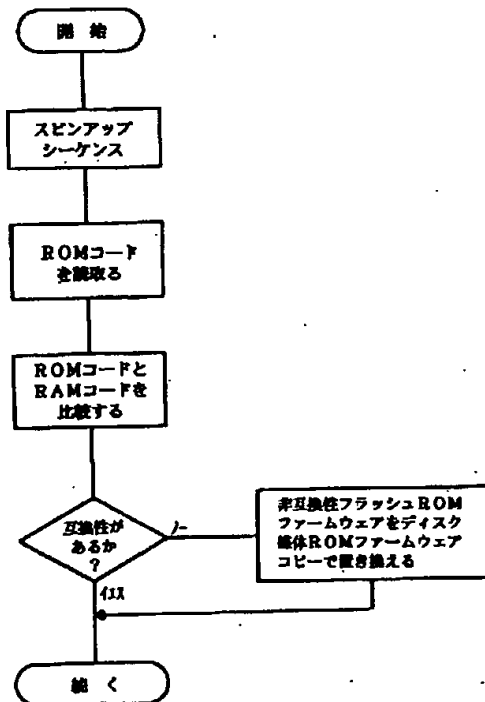 開 始
スピンアップ
シーケンス
ROMコード
を読取る
ROMコードと
RAMコードを
比較する
互換性が
あるか
?
ノー
非互換性フラッシュROM
ファームウェアをディスク
媒体ROMファームウェア
コピーで置き換える
イエス
続 く